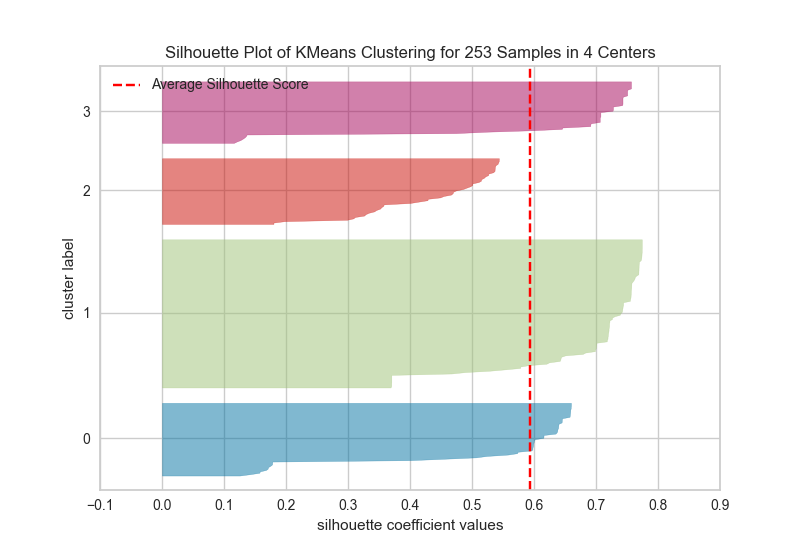 Silhouette Plot of KMeans Clustering for 253 Samples in 4 Centers
Average Silhouette Score
3
2
1
0
cluster label
−0.1 0.0 0.1 0.2 0.3 0.4 0.5 0.6 0.7 0.8 0.9
silhouette coefficient values